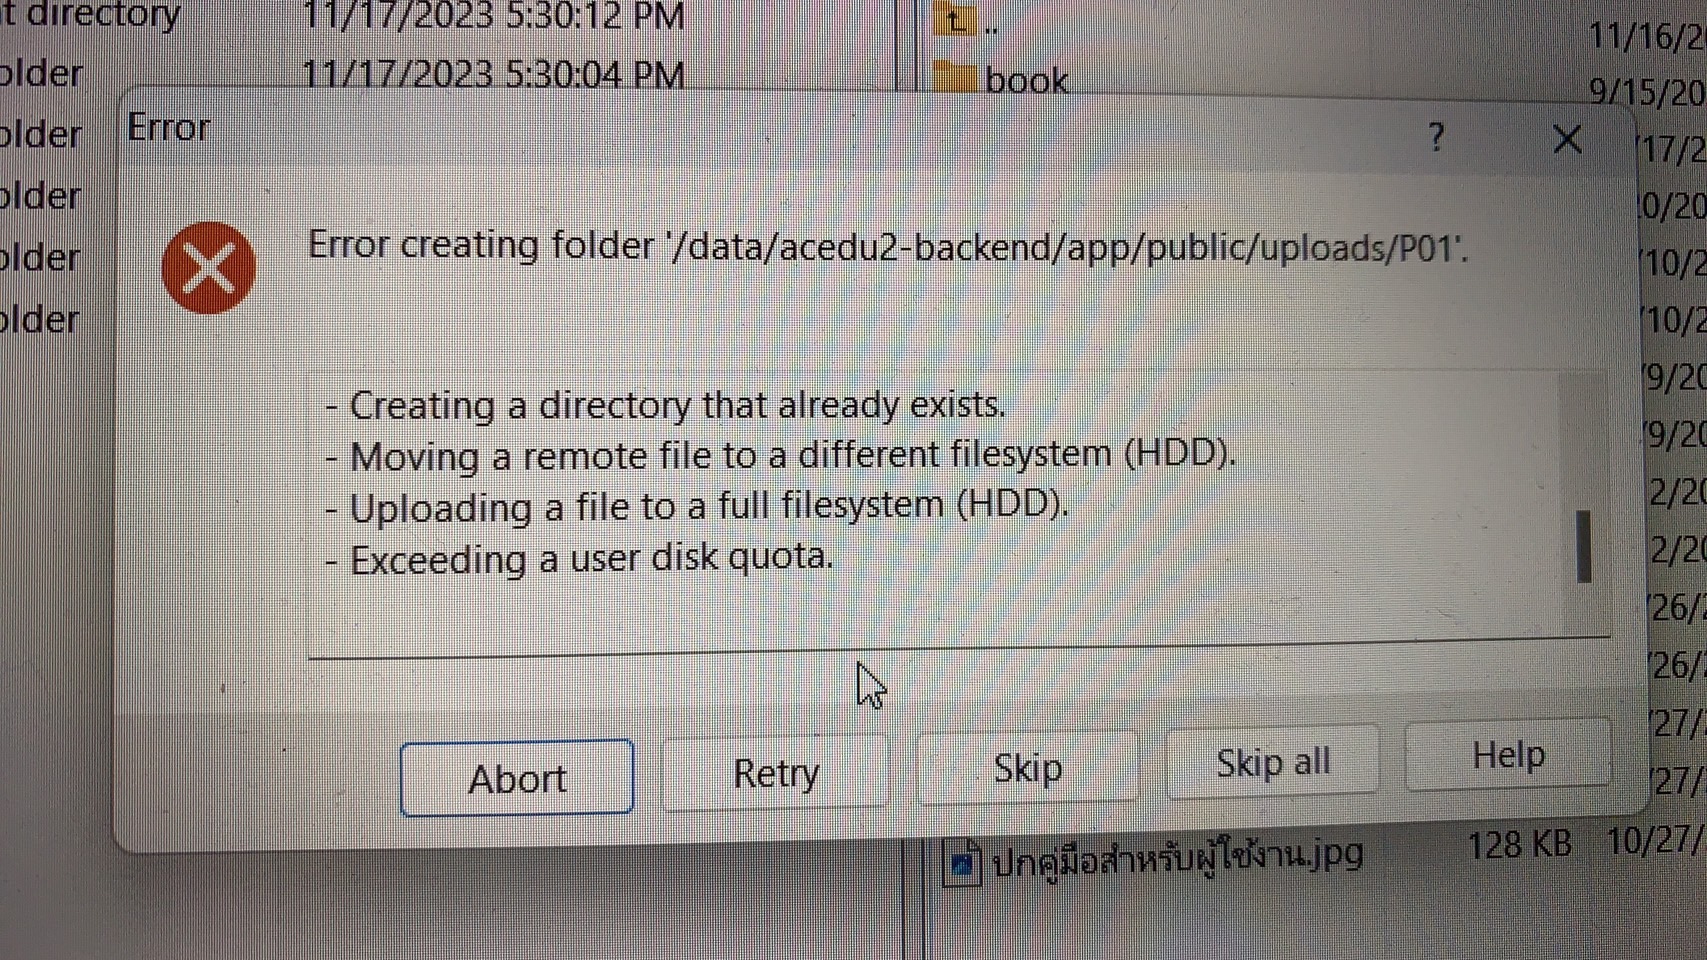 t directory 11/17/2023 5:30:12 PM
older 11/17/2023 5:30:04 PM
older
older
older
older
..
book
11/16/2
9/15/20
/17/2
0/20
/10/2
/10/2
/9/20
/9/20
2/20
2/20
/26/
/26/
/27/
/27/
Error
?
Error creating folder '/data/acedu2-backend/app/public/uploads/P01'.
- Creating a directory that already exists.
- Moving a remote file to a different filesystem (HDD).
- Uploading a file to a full filesystem (HDD).
- Exceeding a user disk quota.
Abort Retry Skip Skip all Help
ปกคู่มือสำหรับผู้ใช้งาน.jpg 128 KB 10/27/